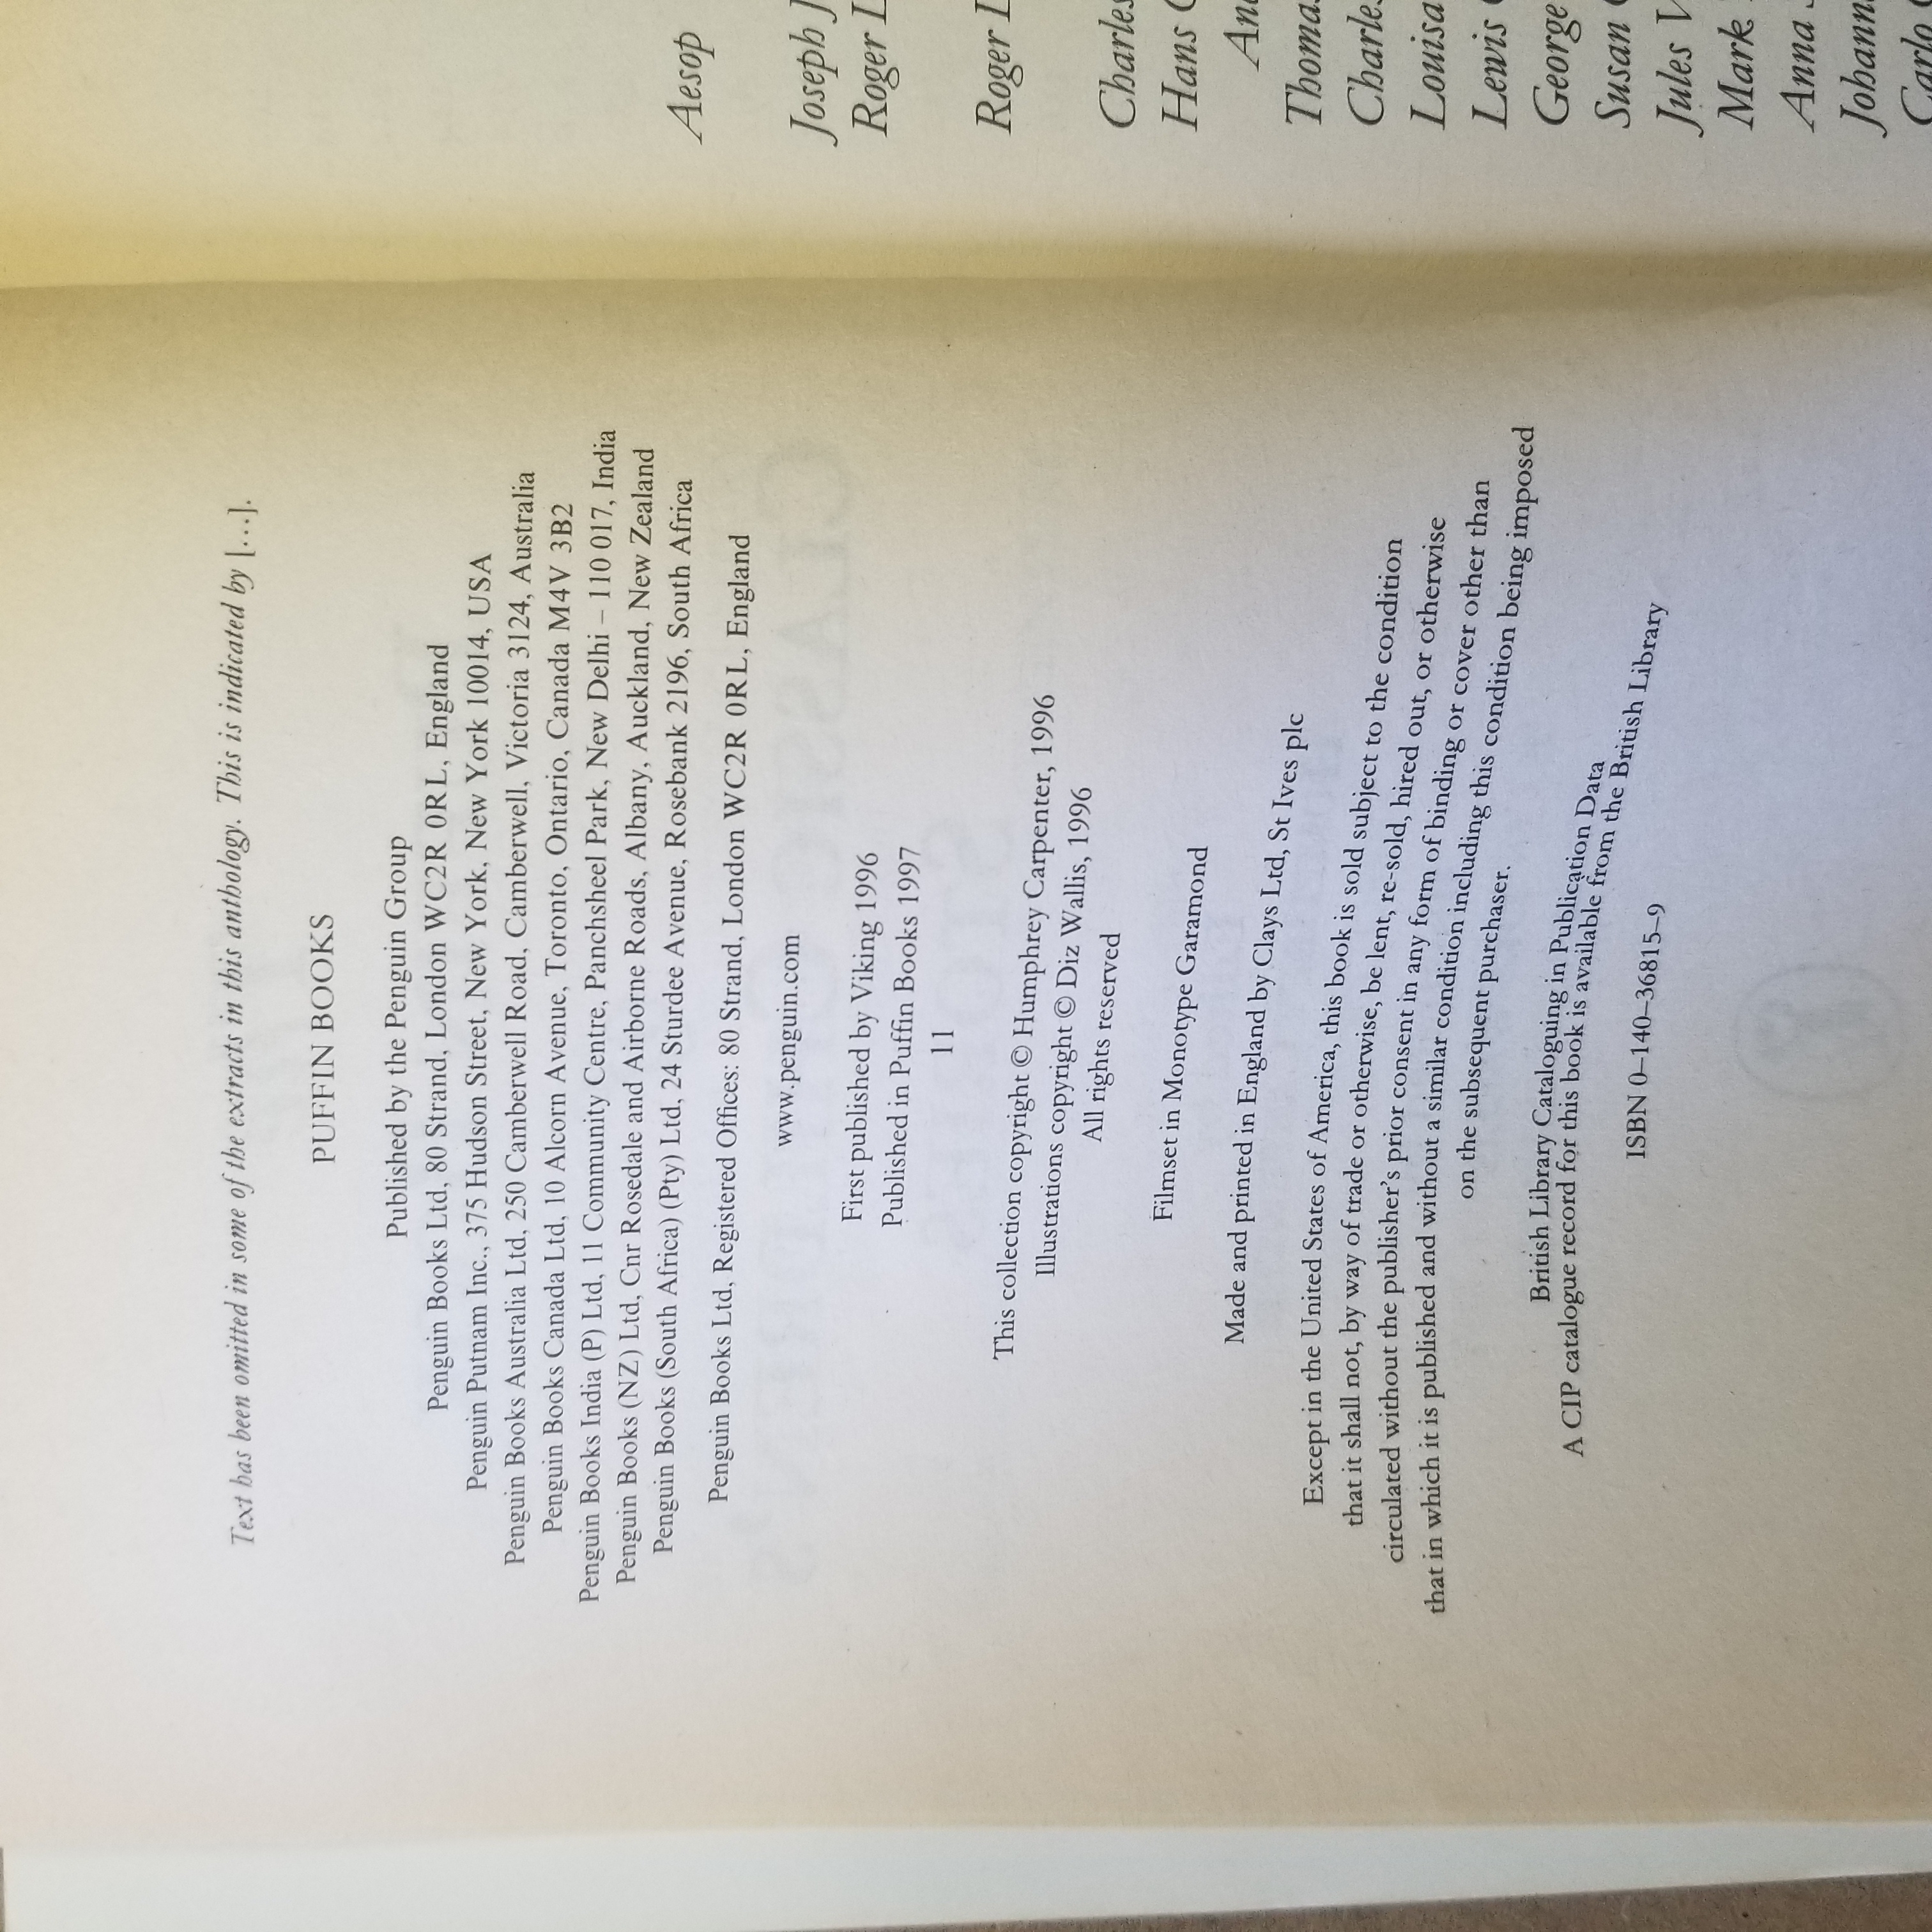 Text has been omitted in some of the extracts in this anthology. This is indicated by [...].
PUFFIN BOOKS
Published by the Penguin Group
Penguin Books Ltd, 80 Strand, London WC2R 0RL, England
Penguin Putnam Inc., 375 Hudson Street, New York, New York 10014, USA
Penguin Books Australia Ltd, 250 Camberwell Road, Camberwell, Victoria 3124, Australia
Penguin Books Canada Ltd, 10 Alcorn Avenue, Toronto, Ontario, Canada M4V 3B2
Penguin Books India (P) Ltd, 11 Community Centre, Panchsheel Park, New Delhi – 110 017, India
Penguin Books (NZ) Ltd, Cnr Rosedale and Airborne Roads, Albany, Auckland, New Zealand
Penguin Books (South Africa) (Pty) Ltd, 24 Sturdee Avenue, Rosebank 2196, South Africa
Penguin Books Ltd, Registered Offices: 80 Strand, London WC2R 0RL, England
www.penguin.com
First published by Viking 1996
Published in Puffin Books 1997
11
This collection copyright © Humphrey Carpenter, 1996
Illustrations copyright © Diz Wallis, 1996
All rights reserved
Filmset in Monotype Garamond
Made and printed in England by Clays Ltd, St Ives plc
Except in the United States of America, this book is sold subject to the condition
that it shall not, by way of trade or otherwise, be lent, re-sold, hired out, or otherwise
circulated without the publisher's prior consent in any form of binding or cover other than
that in which it is published and without a similar condition including this condition being imposed
on the subsequent purchaser.
British Library Cataloguing in Publication Data
A CIP catalogue record for this book is available from the British Library
ISBN 0–140–36815–9
Aesop
Joseph J
Roger L
Roger L
Charles
Hans
Thomas
Charles
Louisa
Lewis
George
Susan
Jules V
Mark
Anna
Johann
Carlo